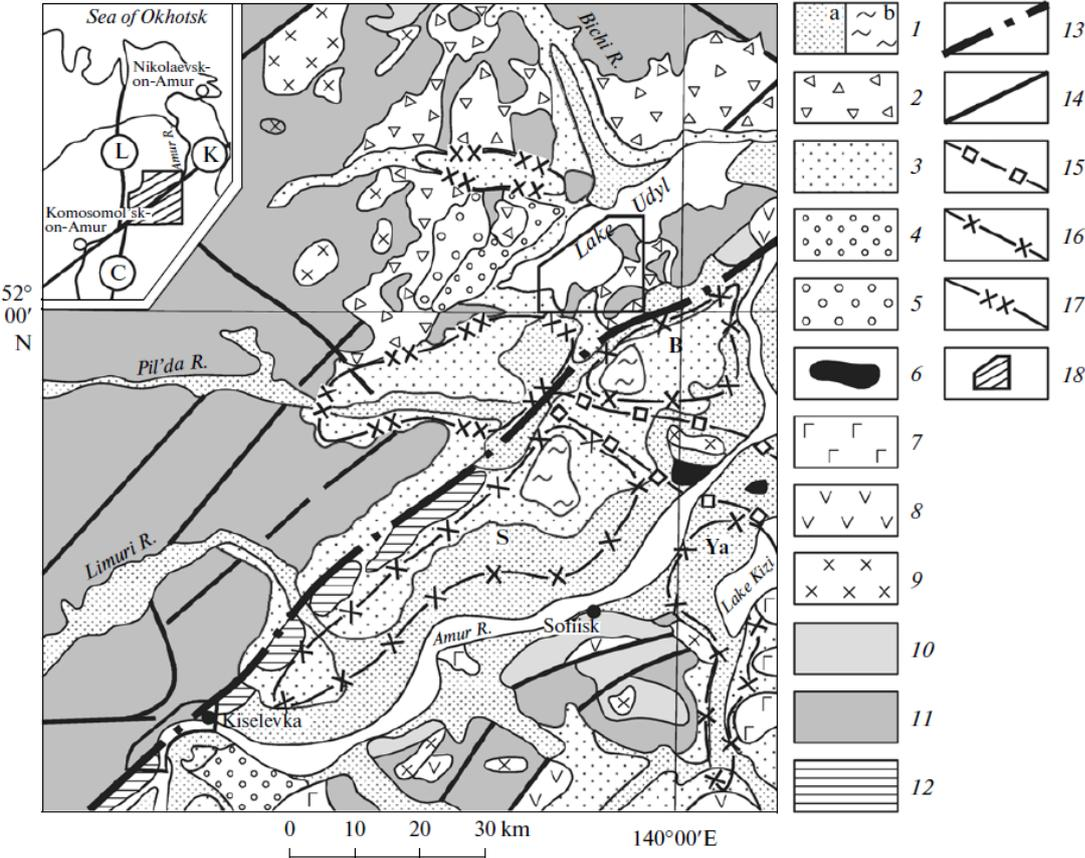 Sea of Okhotsk
Nikolaevsk-
on-Amur
Amur R.
L
K
Komosomol'sk-
on-Amur
C
52°
00′
N
Bichi R.
Lake Udyl
Pil'da R.
B
Limuri R.
S
Ya
Lake Kizi
Amur R.
Sofiisk
Kiselevka
0 10 20 30 km
140°00′E
a b 1
2
3
4
5
6
7
8
9
10
11
12
13
14
15
16
17
18